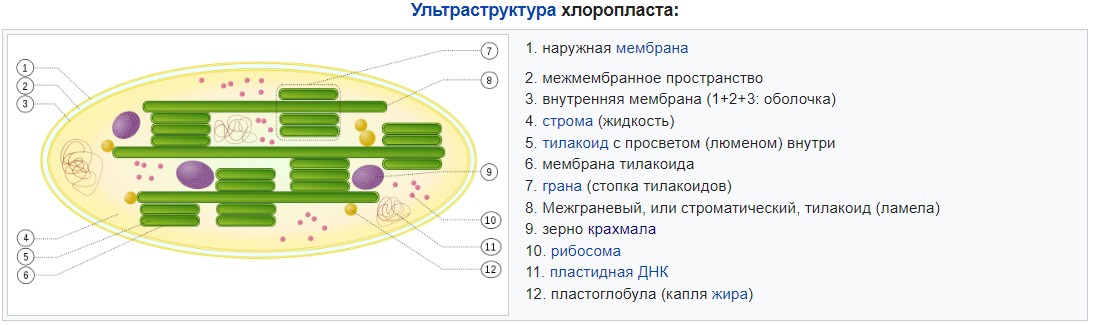 Ультраструктура хлоропласта:
1
2
3
4
5
6
7
8
9
10
11
12
1. наружная мембрана
2. межмембранное пространство
3. внутренняя мембрана (1+2+3: оболочка)
4. строма (жидкость)
5. тилакоид с просветом (люменом) внутри
6. мембрана тилакоида
7. грана (стопка тилакоидов)
8. Межграневый, или строматический, тилакоид (ламела)
9. зерно крахмала
10. рибосома
11. пластидная ДНК
12. пластоглобула (капля жира)